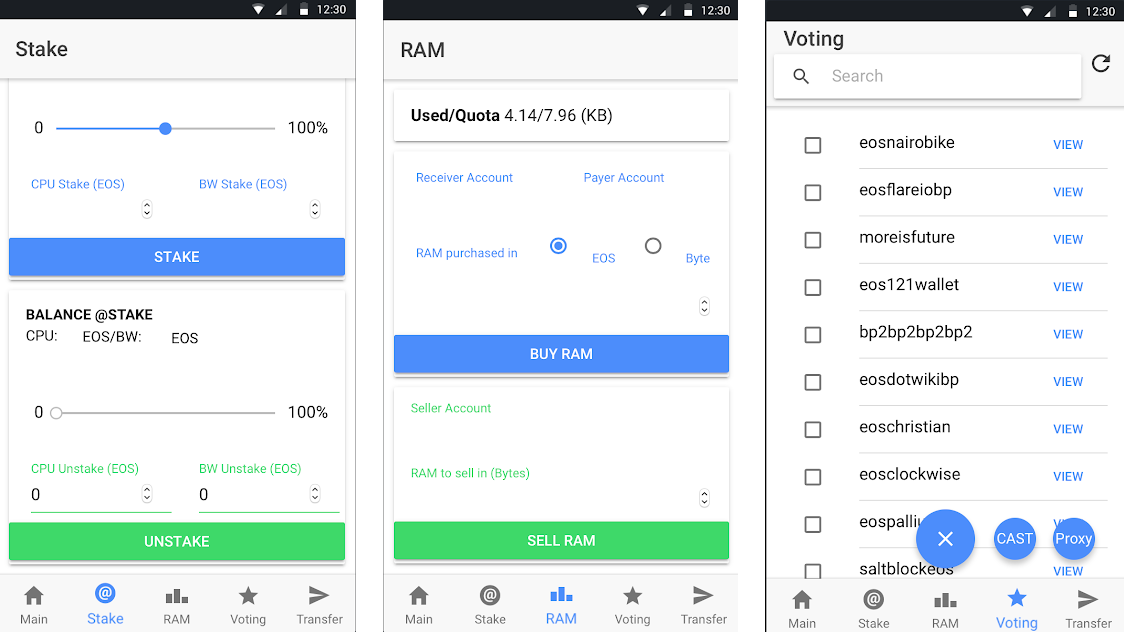 12:30
Stake
0 100%
CPU Stake (EOS) BW Stake (EOS)
STAKE
BALANCE @STAKE
CPU: EOS/BW: EOS
0 100%
CPU Unstake (EOS) BW Unstake (EOS)
0 0
UNSTAKE
Main Stake RAM Voting Transfer
12:30
RAM
Used/Quota 4.14/7.96 (KB)
Receiver Account Payer Account
RAM purchased in EOS Byte
BUY RAM
Seller Account
RAM to sell in (Bytes)
SELL RAM
Main Stake RAM Voting Transfer
12:30
Voting
Search
eosnairobike VIEW
eosflareiobp VIEW
moreisfuture VIEW
eos121wallet VIEW
bp2bp2bp2bp2 VIEW
eosdotwikibp VIEW
eoschristian VIEW
eosclockwise VIEW
CAST Proxy
saltblockeos VIEW
Main Stake RAM Voting Transfer